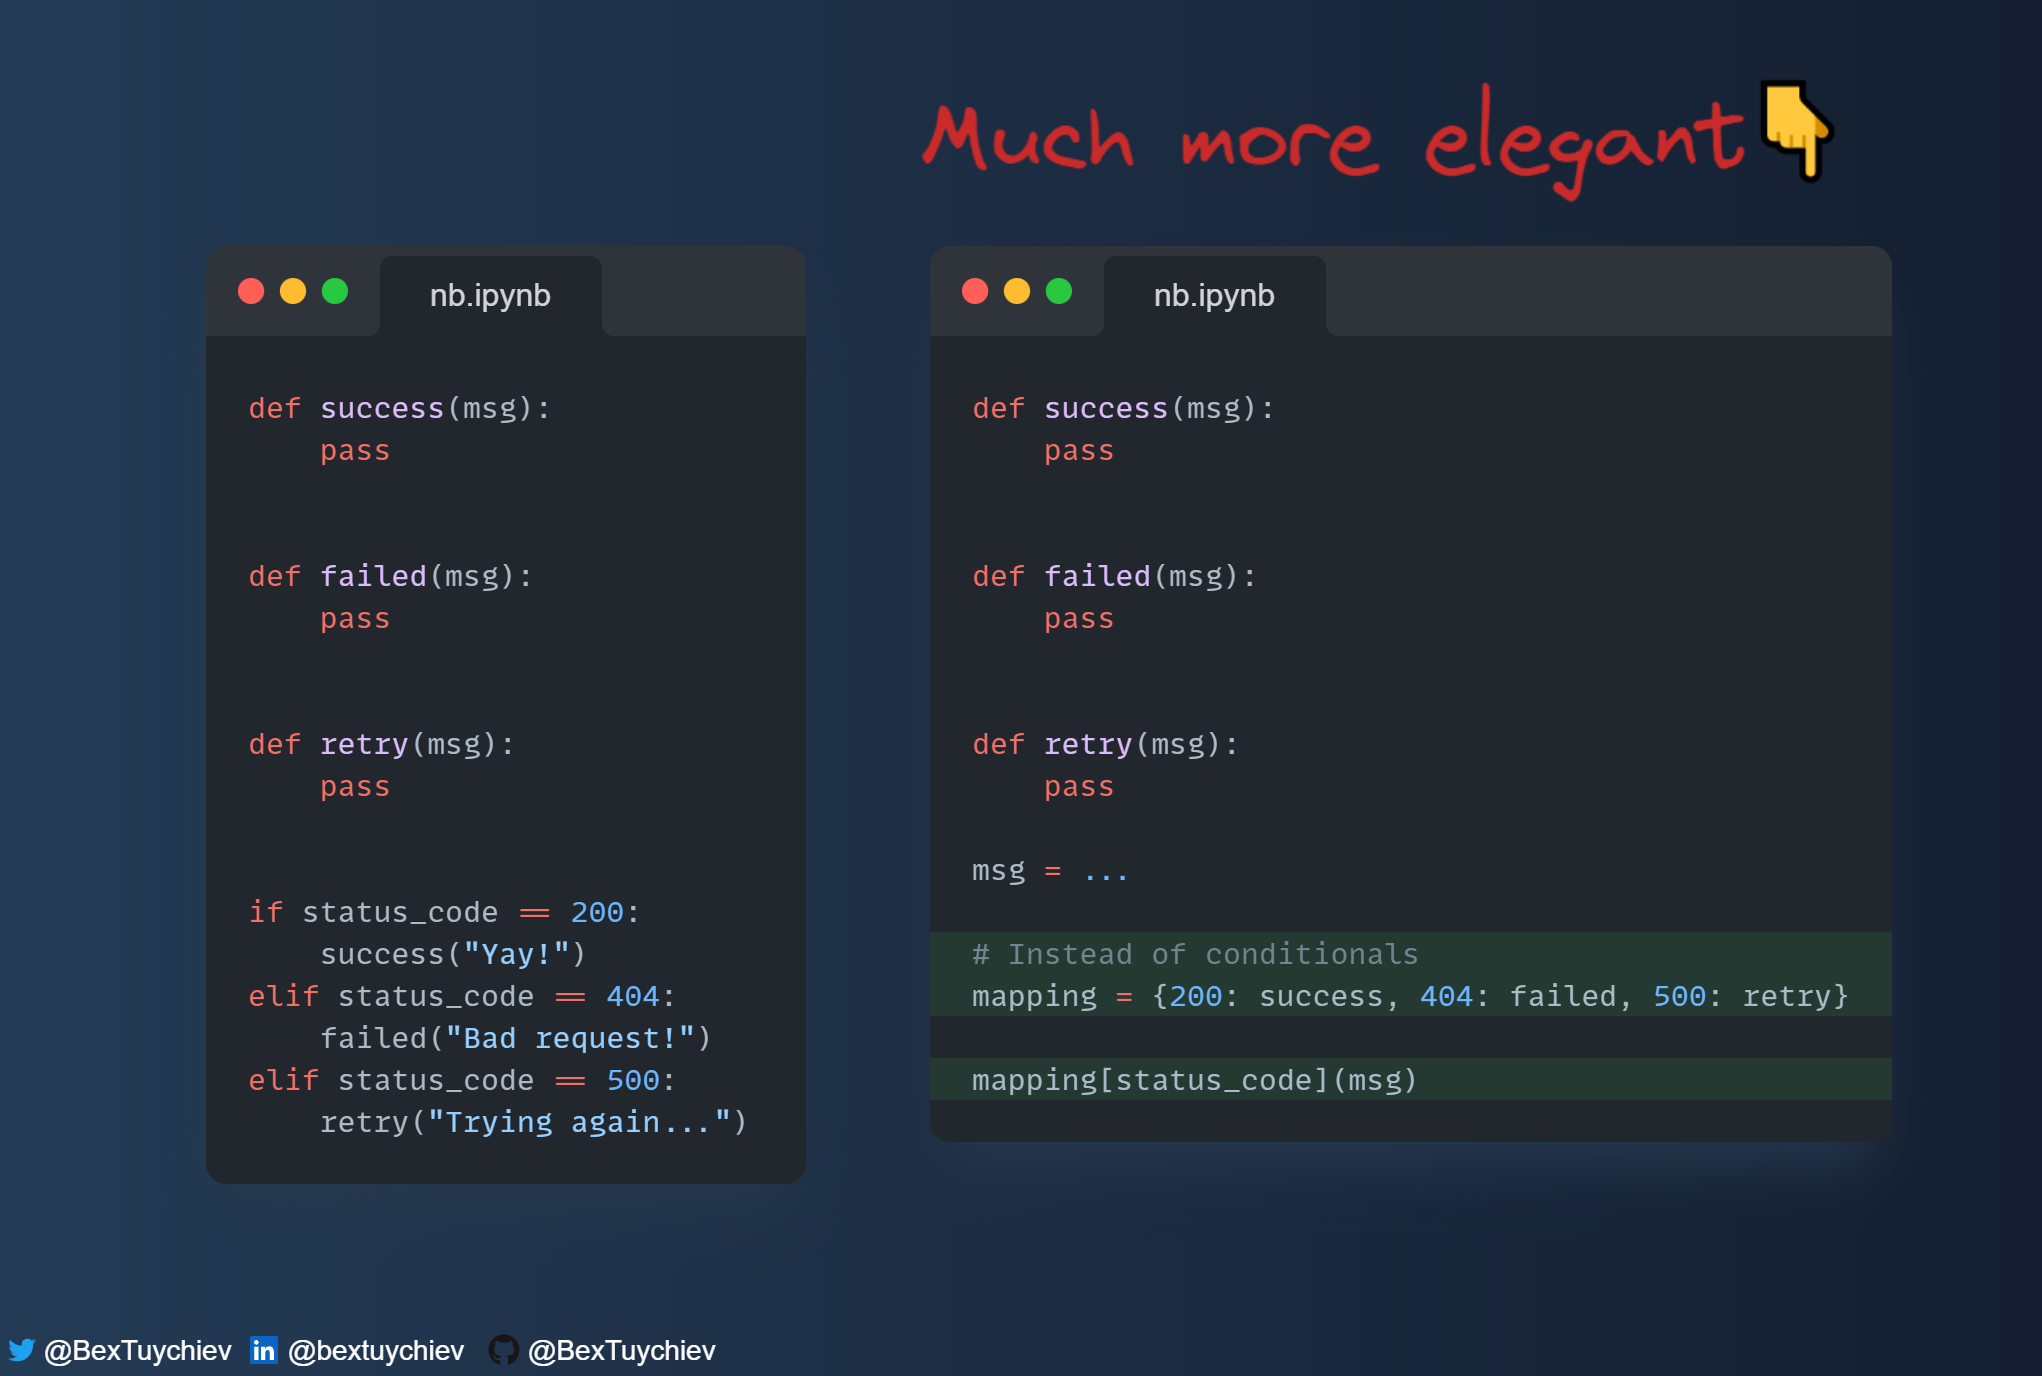 Much more elegant
nb.ipynb
def success(msg):
    pass
def failed(msg):
    pass
def retry(msg):
    pass
if status_code == 200:
    success("Yay!")
elif status_code == 404:
    failed("Bad request!")
elif status_code == 500:
    retry("Trying again...")
nb.ipynb
def success(msg):
    pass
def failed(msg):
    pass
def retry(msg):
    pass
msg = ...
# Instead of conditionals
mapping = {200: success, 404: failed, 500: retry}
mapping[status_code](msg)
@BexTuychiev in @bextuychiev @BexTuychiev